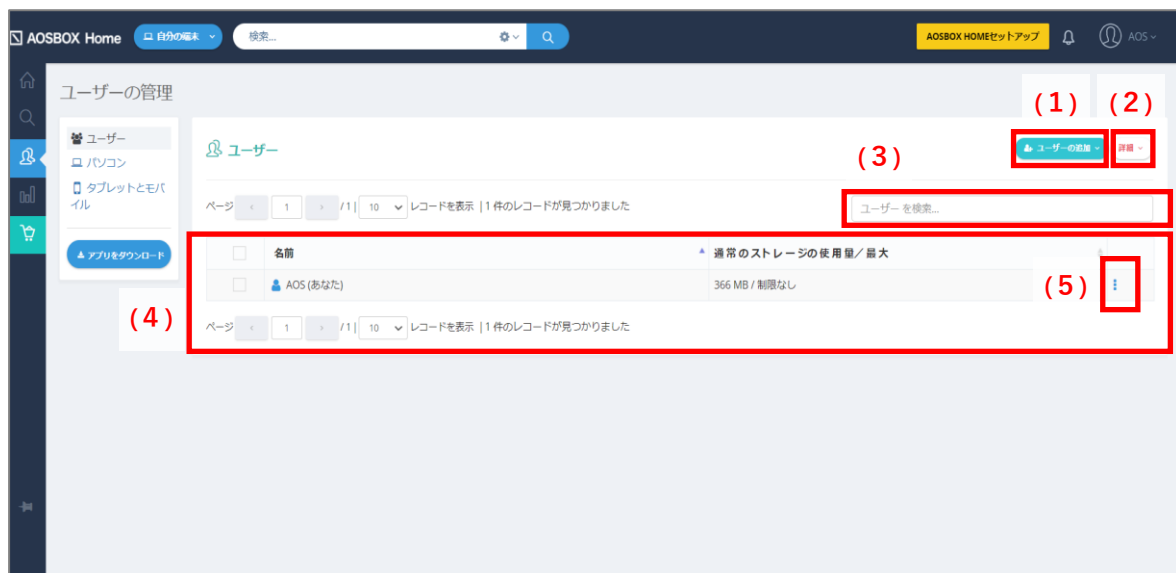 AOSBOX Home 自分の端末 検索... AOSBOX HOMEセットアップ AOS
ユーザーの管理
(1) (2)
ユーザー
パソコン
タブレットとモバ
イル
アプリをダウンロード
ユーザー ユーザーの追加 詳細
(3)
ページ 1 /1 | 10 レコードを表示 | 1 件のレコードが見つかりました ユーザー を検索...
名前 通常のストレージの使用量/最大
AOS (あなた) 366 MB / 制限なし
(5)
(4)
ページ 1 /1 | 10 レコードを表示 | 1 件のレコードが見つかりました